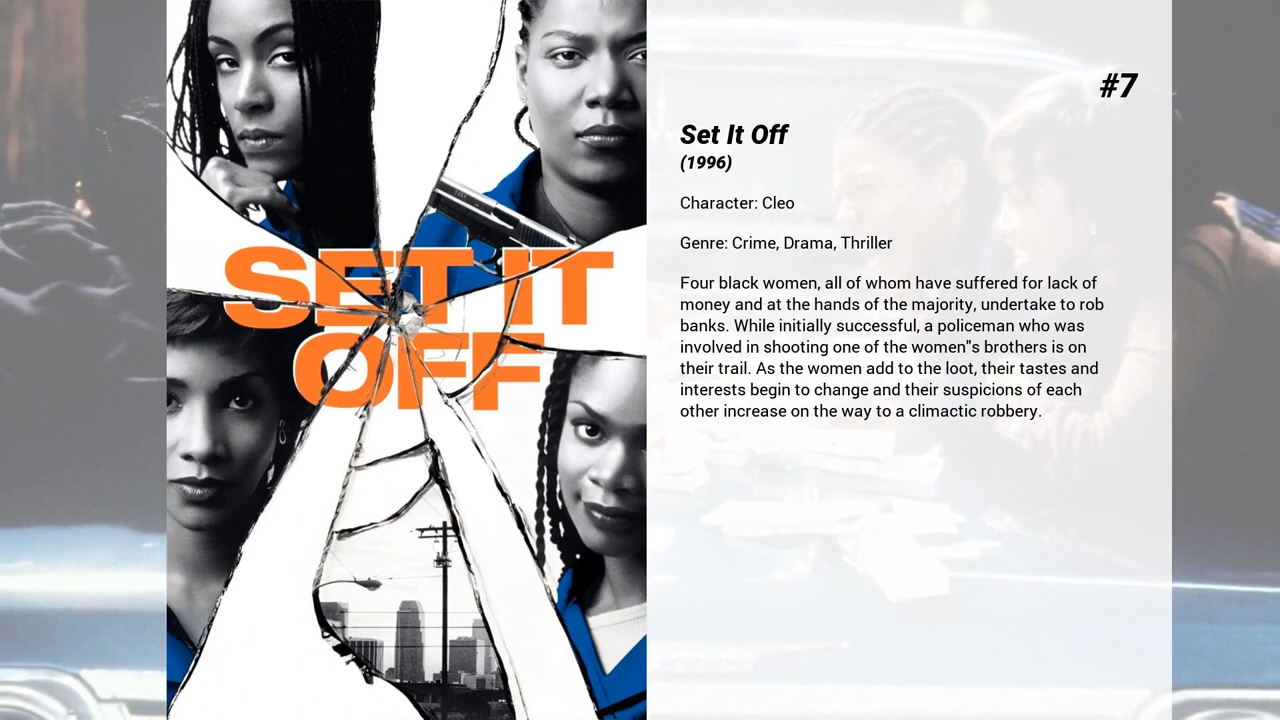 SET IT
OFF
#7
Set It Off
(1996)
Character: Cleo
Genre: Crime, Drama, Thriller
Four black women, all of whom have suffered for lack of
money and at the hands of the majority, undertake to rob
banks. While initially successful, a policeman who was
involved in shooting one of the women"s brothers is on
their trail. As the women add to the loot, their tastes and
interests begin to change and their suspicions of each
other increase on the way to a climactic robbery.